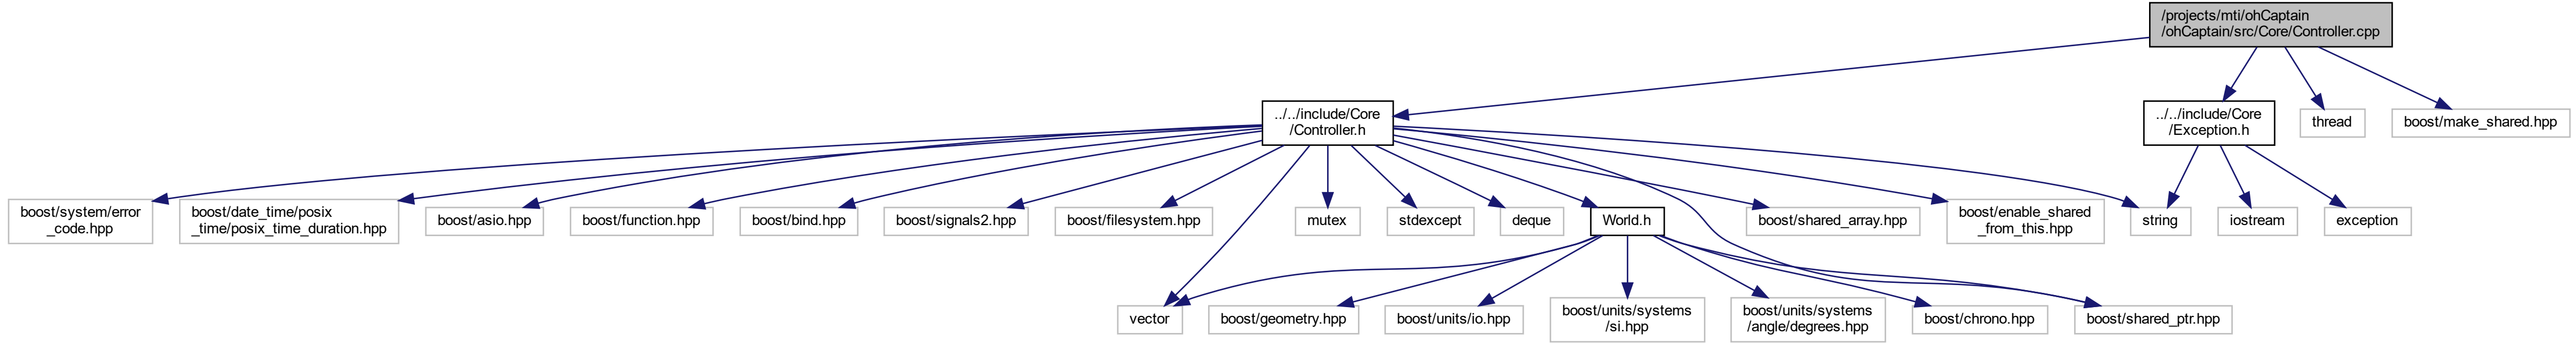 /projects/mti/ohCaptain
/ohCaptain/src/Core/Controller.cpp
../../include/Core
/Controller.h
../../include/Core
/Exception.h
thread
boost/make_shared.hpp
boost/system/error
_code.hpp
boost/date_time/posix
_time/posix_time_duration.hpp
boost/asio.hpp
boost/function.hpp
boost/bind.hpp
boost/signals2.hpp
boost/filesystem.hpp
mutex
stdexcept
deque
World.h
boost/shared_array.hpp
boost/enable_shared
_from_this.hpp
string
iostream
exception
vector
boost/geometry.hpp
boost/units/io.hpp
boost/units/systems
/si.hpp
boost/units/systems
/angle/degrees.hpp
boost/chrono.hpp
boost/shared_ptr.hpp